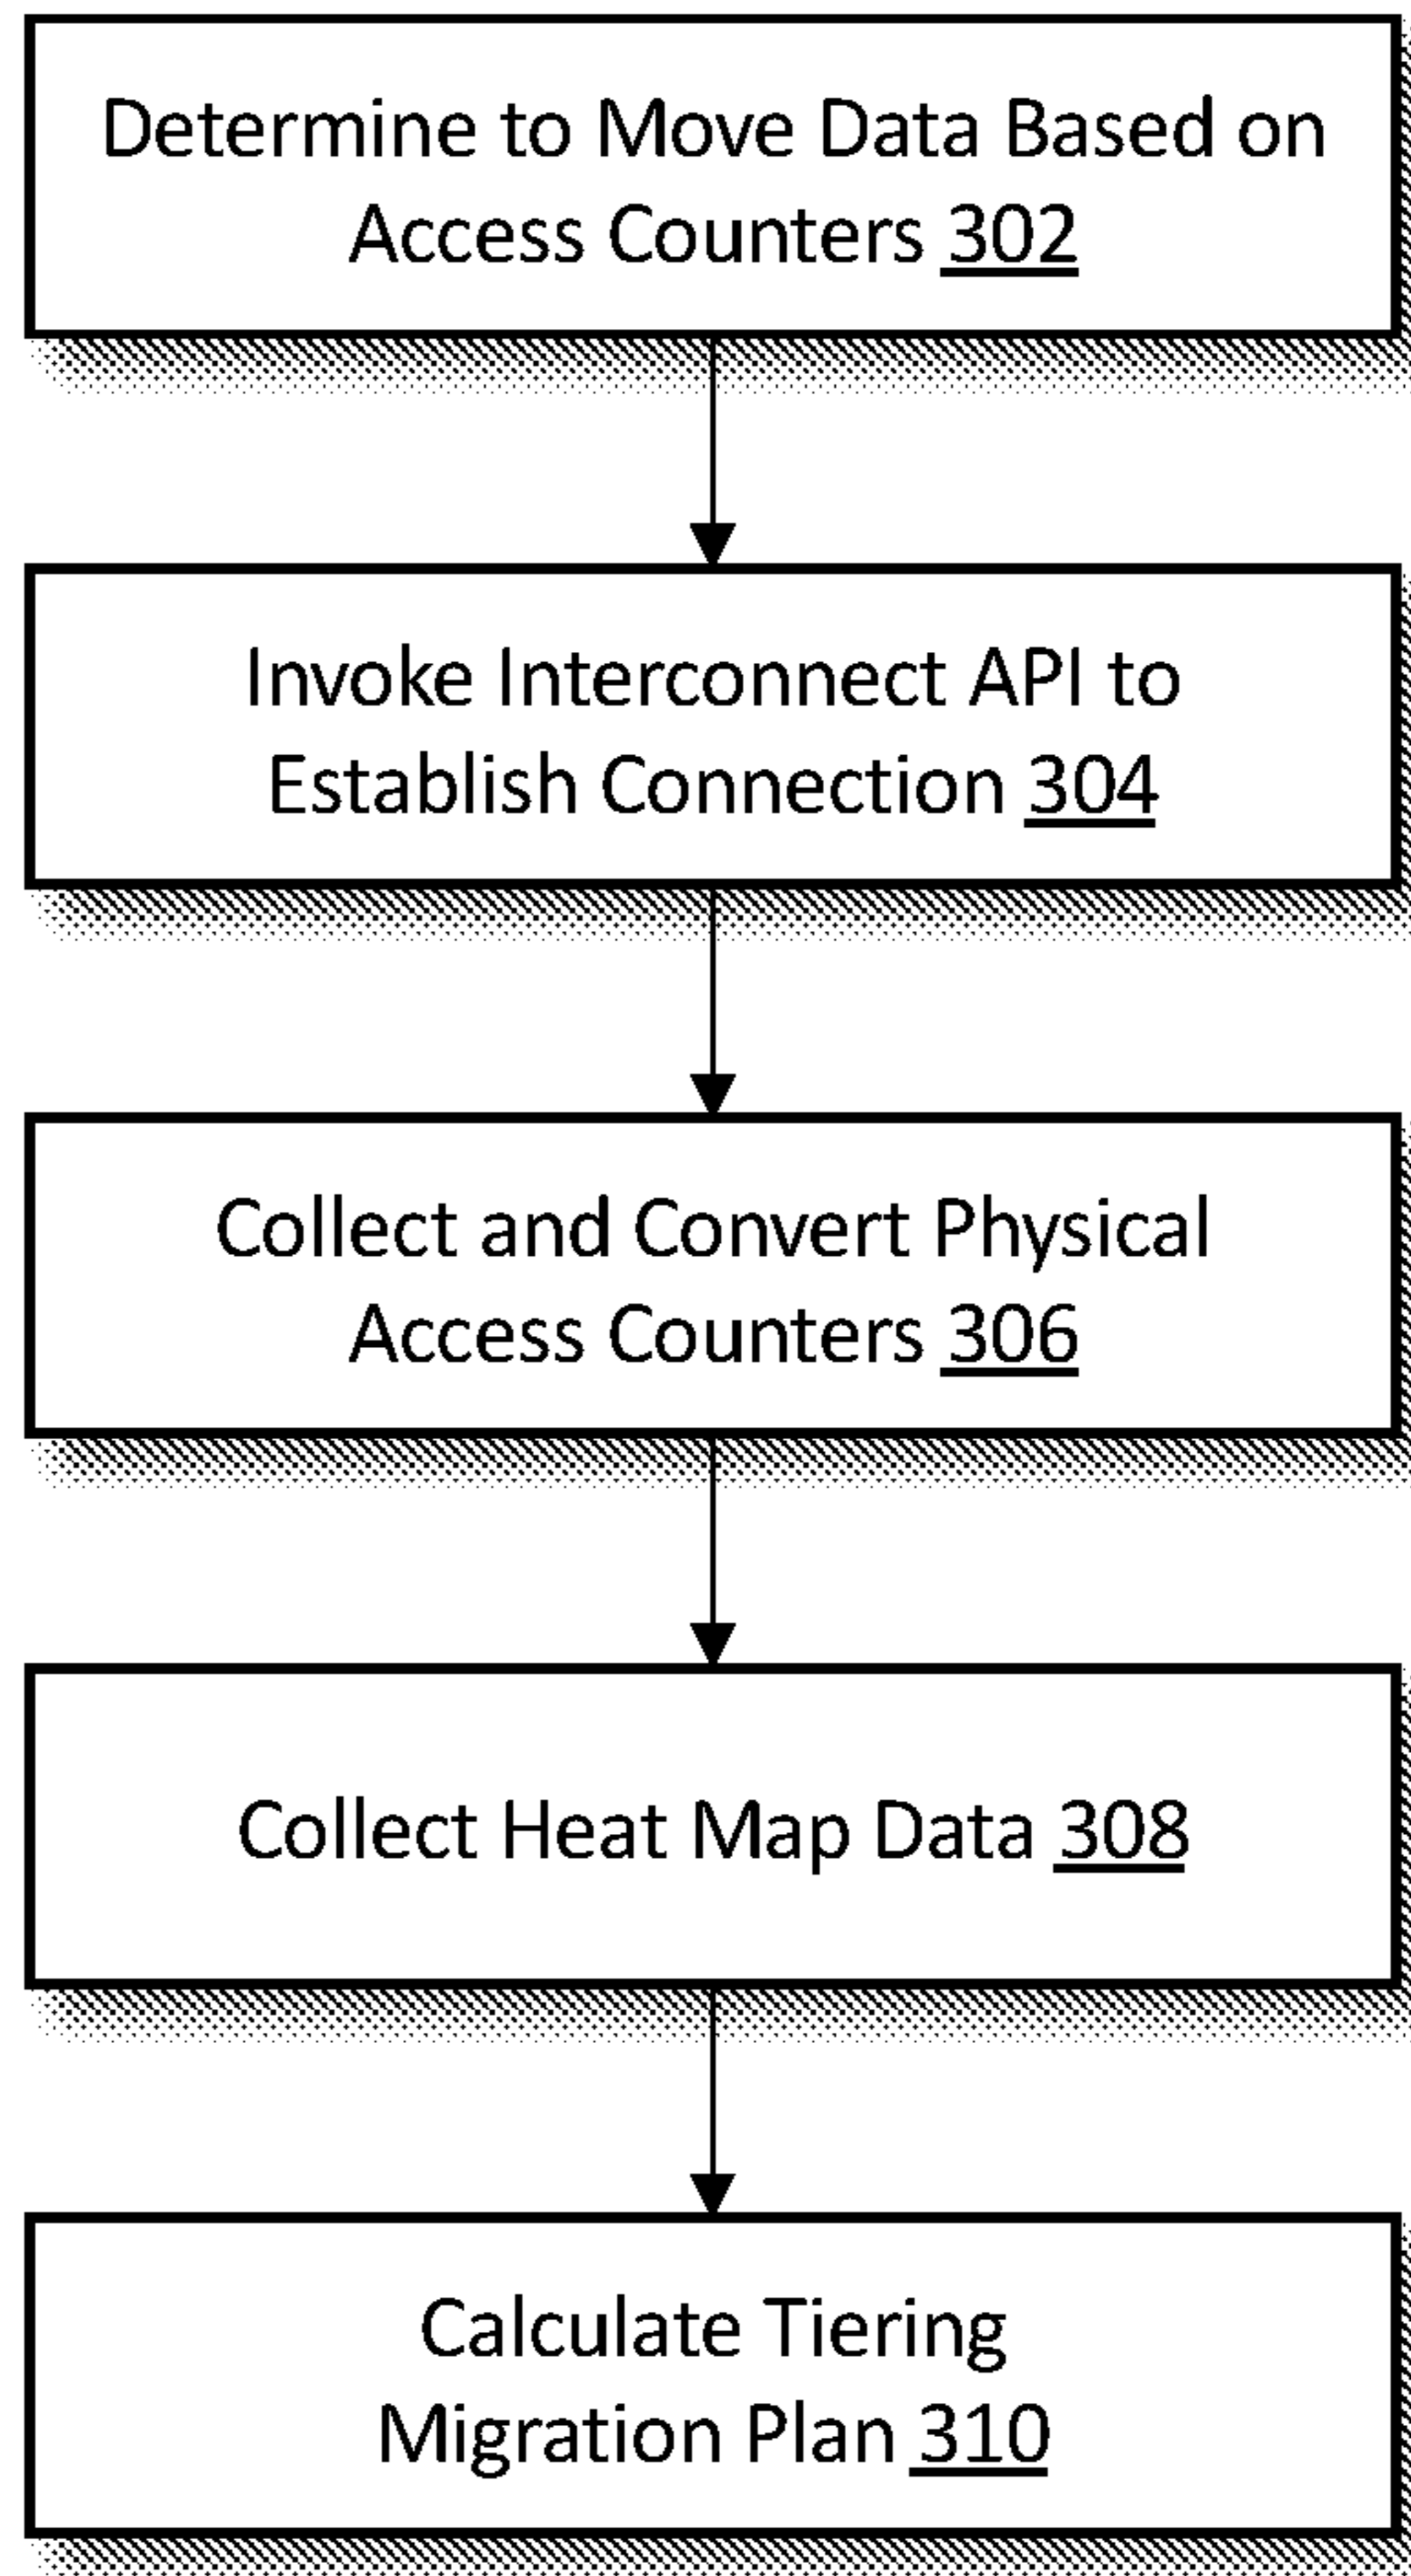 Determine to Move Data Based on
Access Counters 302
Invoke Interconnect API to
Establish Connection 304
Collect and Convert Physical
Access Counters 306
Collect Heat Map Data 308
Calculate Tiering
Migration Plan 310